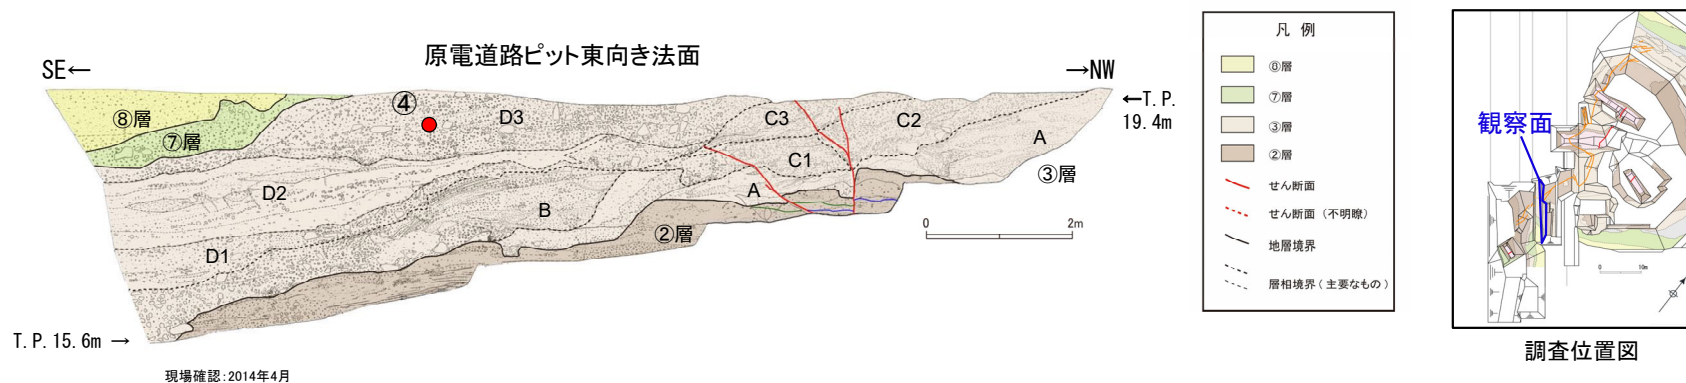 原電道路ピット東向き法面
SE←
→NW
←T.P.
19.4m
④
D3
C3
C2
A
⑧層
⑦層
C1
③層
D2
A
B
②層
D1
0 2m
T.P.15.6m →
現場確認:2014年4月
凡 例
⑧層
⑦層
③層
②層
せん断面
せん断面（不明瞭）
地層境界
層相境界（主要なもの）
観察面
0 10m
調査位置図